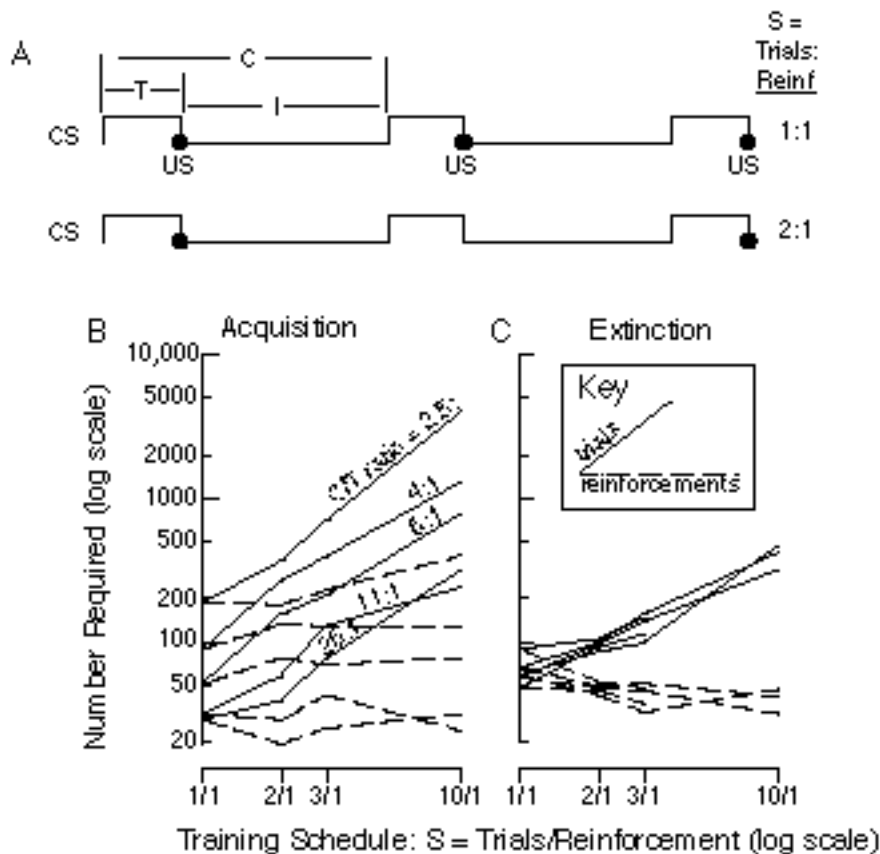 A
S =
Trials:
Reinf
C
T
I
CS
US
US
US
1:1
CS
2:1
B Acquisition
C Extinction
10,000
5000
2000
1000
500
200
100
50
20
Number Required (log scale)
ratio = 2.5:
4:1
6:1
11:1
Key
trials
reinforcements
1/1 2/1 3/1 10/1
1/1 2/1 3/1 10/1
Training Schedule: S = Trials/Reinforcement (log scale)